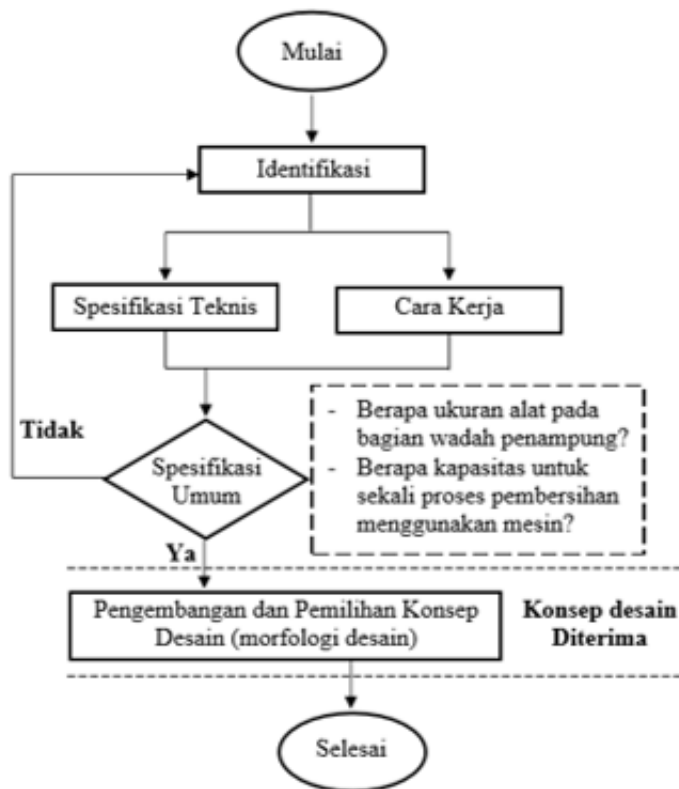 Mulai
Identifikasi
Spesifikasi Teknis
Cara Kerja
Tidak
Spesifikasi
Umum
- Berapa ukuran alat pada
bagian wadah penampung?
- Berapa kapasitas untuk
sekali proses pembersihan
menggunakan mesin?
Ya
Pengembangan dan Pemilihan Konsep
Desain (morfologi desain)
Konsep desain
Diterima
Selesai